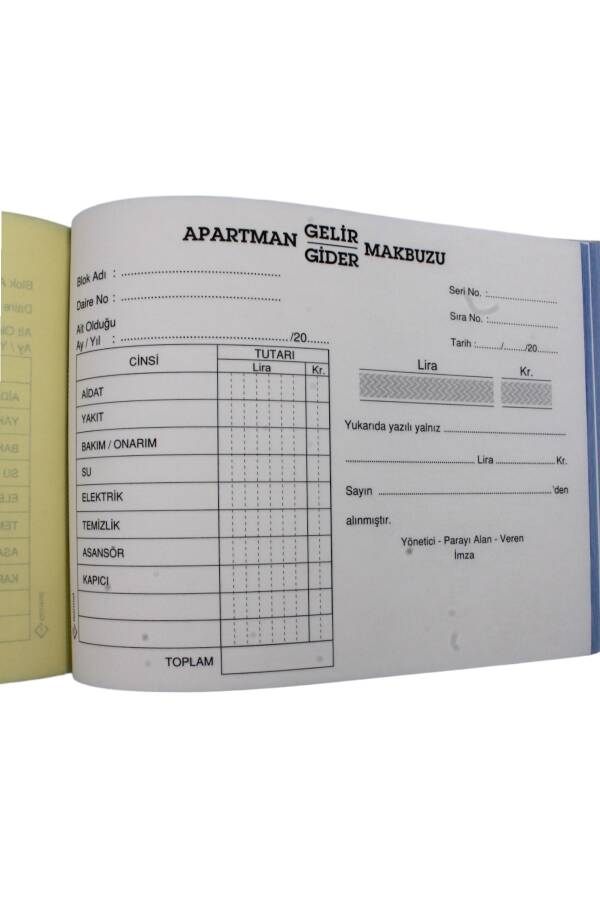 APARTMAN GELİR GİDER MAKBUZU
Blok Adı : ....................................................
Daire No : ....................................................
Ait Olduğu
Ay / Yıl : ....................................................../20......
Seri No. :.......................
Sıra No. :.......................
Tarih :........./......../20.....
CİNSİ
TUTARI
Lira Kr.
AİDAT
YAKIT
BAKIM / ONARIM
SU
ELEKTRİK
TEMİZLİK
ASANSÖR
KAPICI
TOPLAM
Lira Kr.
Yukarıda yazılı yalnız ........................................
........................................... Lira ....................Kr.
Sayın .......................................................'den
alınmıştır.
Yönetici - Parayı Alan - Veren
İmza